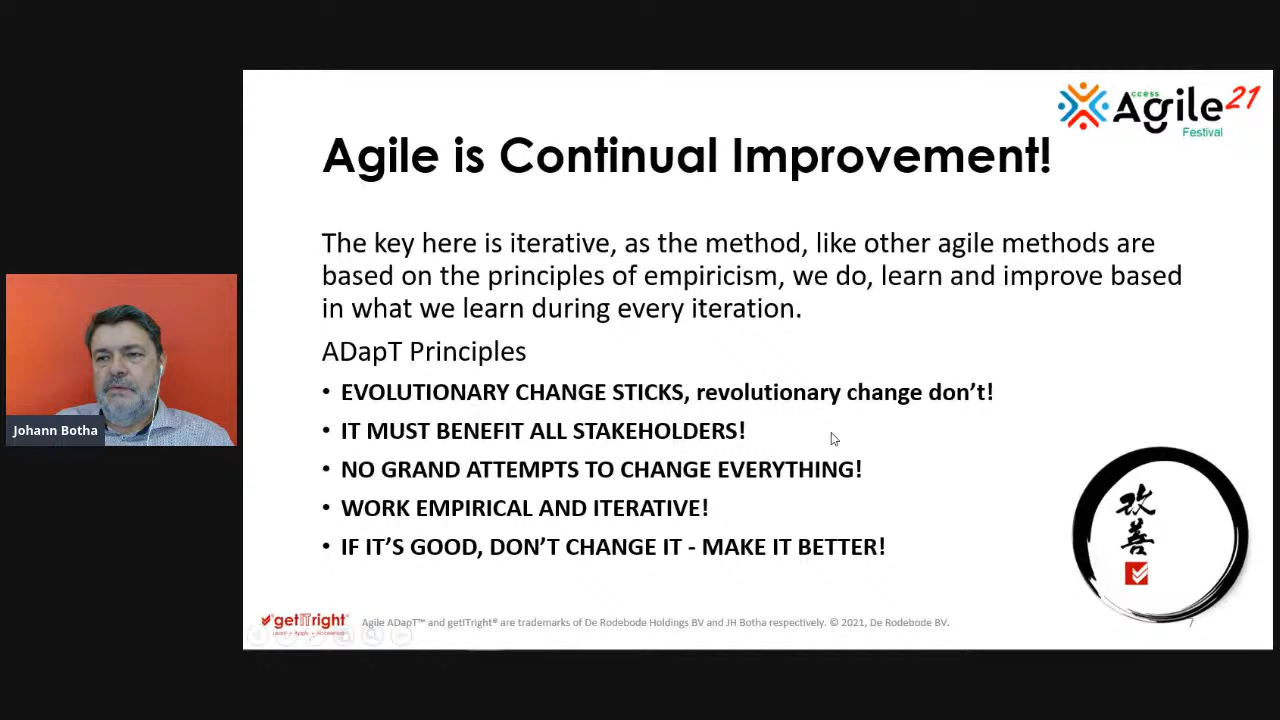 ccess
Agile 21
Festival
Agile is Continual Improvement!
The key here is iterative, as the method, like other agile methods are
based on the principles of empiricism, we do, learn and improve based
in what we learn during every iteration.
ADapT Principles
• EVOLUTIONARY CHANGE STICKS, revolutionary change don't!
• IT MUST BENEFIT ALL STAKEHOLDERS!
• NO GRAND ATTEMPTS TO CHANGE EVERYTHING!
• WORK EMPIRICAL AND ITERATIVE!
• IF IT'S GOOD, DON'T CHANGE IT - MAKE IT BETTER!
Johann Botha
改
善
getITright®
Learn • Apply • Accelerate
Agile ADapT™ and getITright® are trademarks of De Rodebode Holdings BV and JH Botha respectively. © 2021, De Rodebode BV.
7